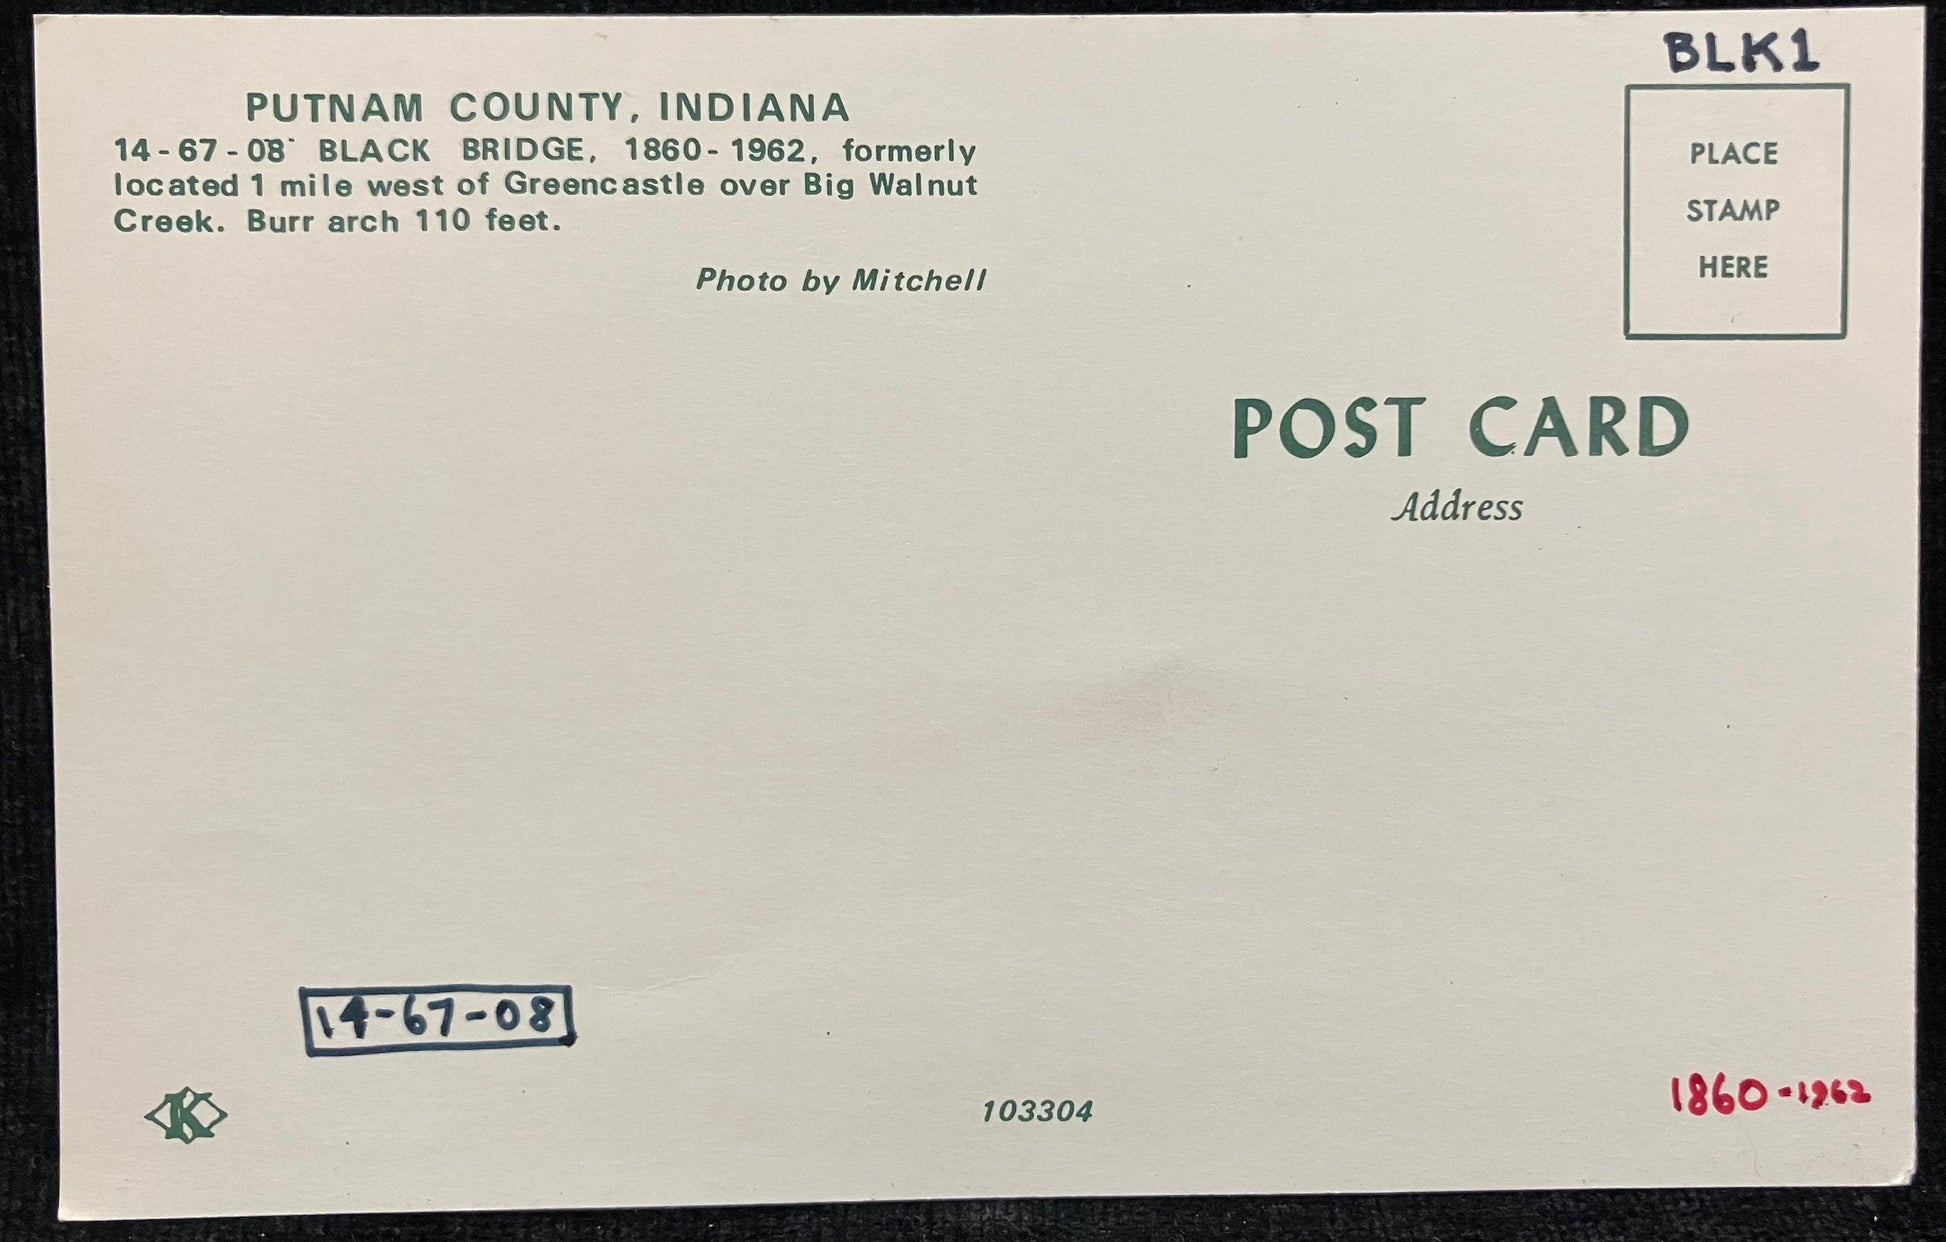 BLK1
PUTNAM COUNTY, INDIANA
14-67-08 BLACK BRIDGE, 1860-1962, formerly
located 1 mile west of Greencastle over Big Walnut
Creek. Burr arch 110 feet.
Photo by Mitchell
PLACE
STAMP
HERE
POST CARD
Address
14-67-08
K
103304
1860-1962